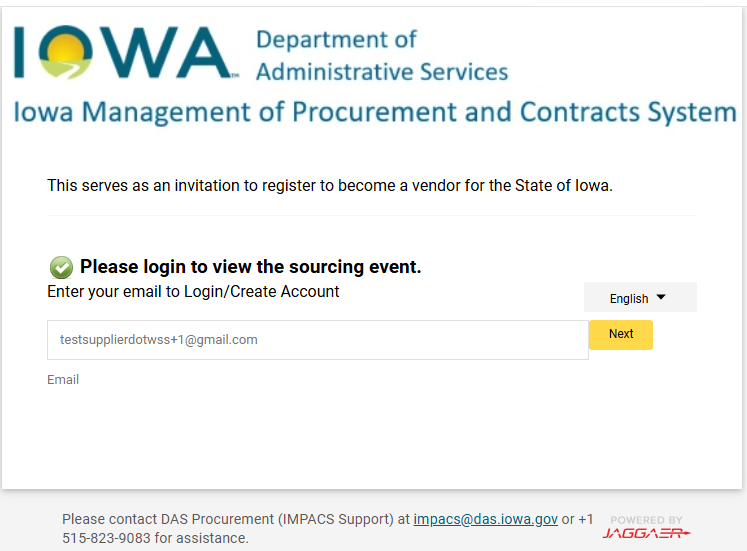 IOWA™
Department of
Administrative Services
Iowa Management of Procurement and Contracts System
This serves as an invitation to register to become a vendor for the State of Iowa.
Please login to view the sourcing event.
Enter your email to Login/Create Account
English
testsupplierdotwss+1@gmail.com
Next
Email
Please contact DAS Procurement (IMPACS Support) at impacs@das.iowa.gov or +1
515-823-9083 for assistance.
POWERED BY
JAGGAER